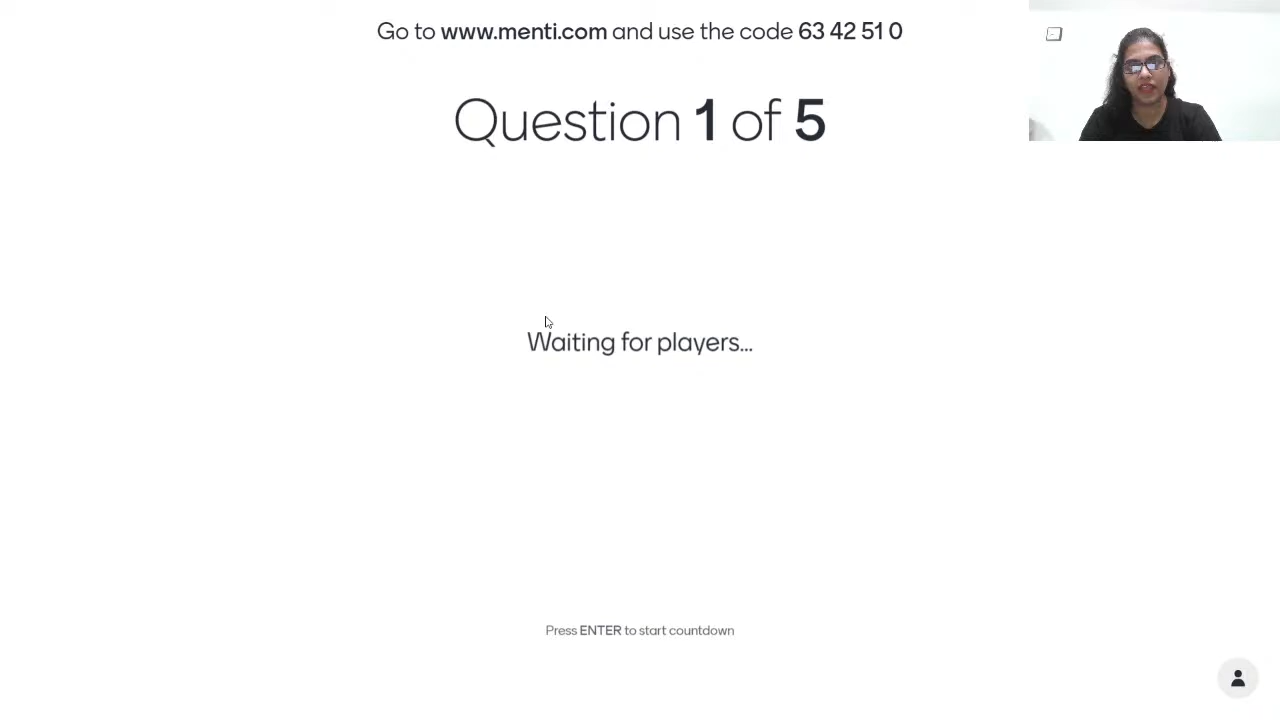 Go to www.menti.com and use the code 63 42 51 0
Question 1 of 5
Waiting for players...
Press ENTER to start countdown